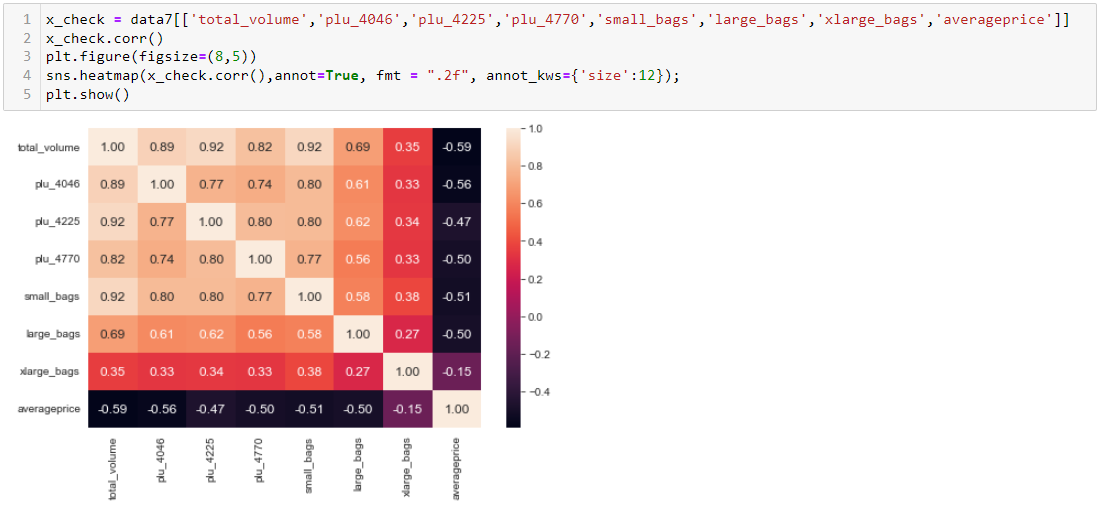 1 x_check = data7[['total_volume','plu_4046','plu_4225','plu_4770','small_bags','large_bags','xlarge_bags','averageprice']]
2 x_check.corr()
3 plt.figure(figsize=(8,5))
4 sns.heatmap(x_check.corr(),annot=True, fmt = ".2f", annot_kws={'size':12});
5 plt.show()
total_volume 1.00 0.89 0.92 0.82 0.92 0.69 0.35 -0.59
plu_4046 0.89 1.00 0.77 0.74 0.80 0.61 0.33 -0.56
plu_4225 0.92 0.77 1.00 0.80 0.80 0.62 0.34 -0.47
plu_4770 0.82 0.74 0.80 1.00 0.77 0.56 0.33 -0.50
small_bags 0.92 0.80 0.80 0.77 1.00 0.58 0.38 -0.51
large_bags 0.69 0.61 0.62 0.56 0.58 1.00 0.27 -0.50
xlarge_bags 0.35 0.33 0.34 0.33 0.38 0.27 1.00 -0.15
averageprice -0.59 -0.56 -0.47 -0.50 -0.51 -0.50 -0.15 1.00
total_volume plu_4046 plu_4225 plu_4770 small_bags large_bags xlarge_bags averageprice
1.0
0.8
0.6
0.4
0.2
0.0
−0.2
−0.4